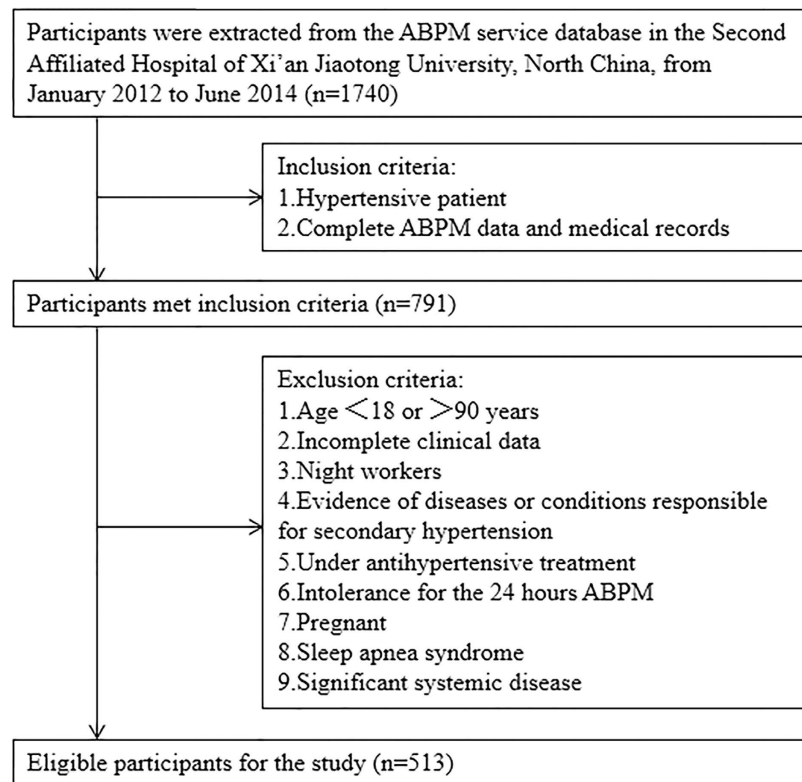 Participants were extracted from the ABPM service database in the Second
Affiliated Hospital of Xi’an Jiaotong University, North China, from
January 2012 to June 2014 (n=1740)
Inclusion criteria:
1.Hypertensive patient
2.Complete ABPM data and medical records
Participants met inclusion criteria (n=791)
Exclusion criteria:
1.Age <18 or >90 years
2.Incomplete clinical data
3.Night workers
4.Evidence of diseases or conditions responsible
for secondary hypertension
5.Under antihypertensive treatment
6.Intolerance for the 24 hours ABPM
7.Pregnant
8.Sleep apnea syndrome
9.Significant systemic disease
Eligible participants for the study (n=513)